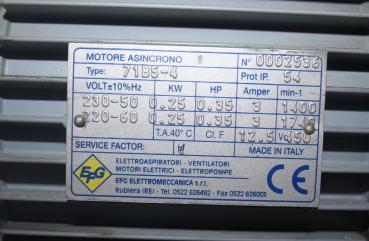 MOTORE ASINCRONO N° 0002536
Type: 71B5-4 Prot IP. 54
VOLT±10%Hz KW HP Amper min-1
230-50 0.25 0.35 3 1400
220-60 0.25 0.35 3 1740
T.A.40° C Cl. F 12.5 Vc450
SERVICE FACTOR: MADE IN ITALY
EFG
ELETTROASPIRATORI - VENTILATORI
MOTORI ELETTRICI - ELETTROPOMPE
EFG ELETTROMECCANICA s.r.l.
Rubiera (RE) - Tel. 0522 626492 - Fax 0522 626005
CE